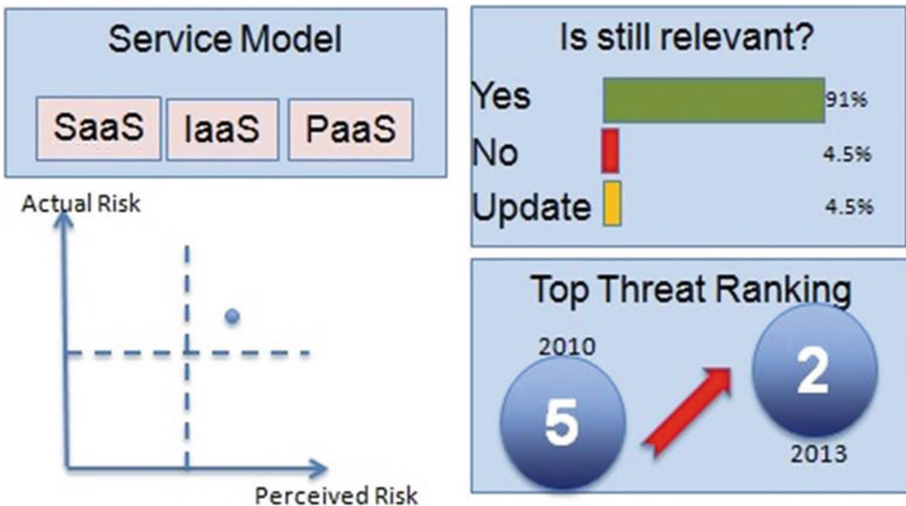 Service Model
SaaS IaaS PaaS
Actual Risk
Perceived Risk
Is still relevant?
Yes 91%
No 4.5%
Update 4.5%
Top Threat Ranking
2010
5
2
2013